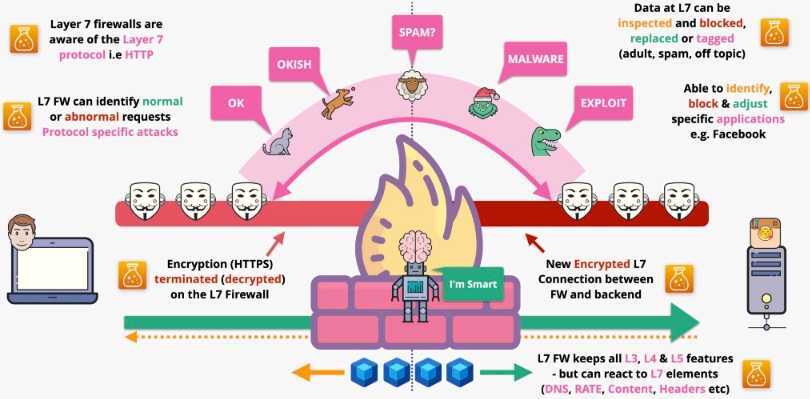 Layer 7 firewalls are
aware of the Layer 7
protocol i.e HTTP
L7 FW can identify normal
or abnormal requests
Protocol specific attacks
OK
OKISH
SPAM?
MALWARE
EXPLOIT
Data at L7 can be
inspected and blocked,
replaced or tagged
(adult, spam, off topic)
Able to identify,
block & adjust
specific applications
e.g. Facebook
Encryption (HTTPS)
terminated (decrypted)
on the L7 Firewall
I'm Smart
New Encrypted L7
Connection between
FW and backend
L7 FW keeps all L3, L4 & L5 features
- but can react to L7 elements
(DNS, RATE, Content, Headers etc)